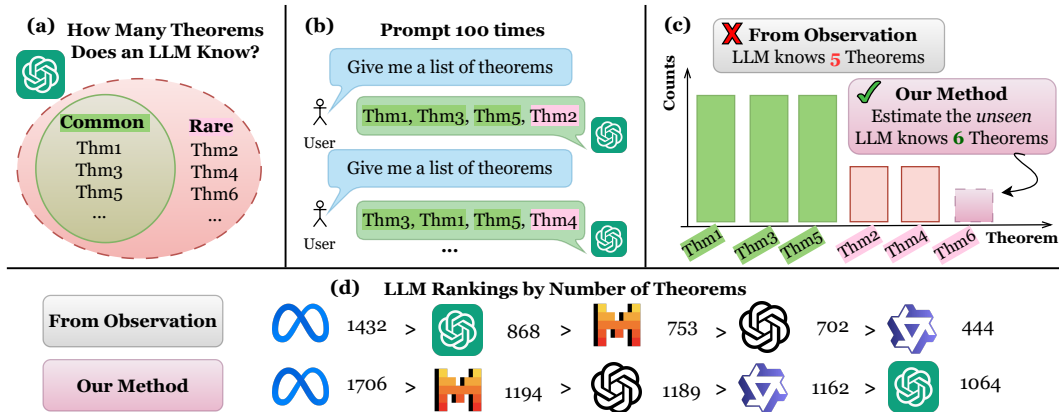 (a) How Many Theorems
Does an LLM Know?
Common
Thm1
Thm3
Thm5
...
Rare
Thm2
Thm4
Thm6
...
(b) Prompt 100 times
Give me a list of theorems
User
Thm1, Thm3, Thm5, Thm2
Give me a list of theorems
User
Thm3, Thm1, Thm5, Thm4
...
(c)
X From Observation
LLM knows 5 Theorems
Our Method
Estimate the unseen
LLM knows 6 Theorems
Counts
Thm1 Thm3 Thm5 Thm2 Thm4 Thm6 Theorem
(d) LLM Rankings by Number of Theorems
From Observation 1432 > 868 > 753 > 702 > 444
Our Method 1706 > 1194 > 1189 > 1162 > 1064